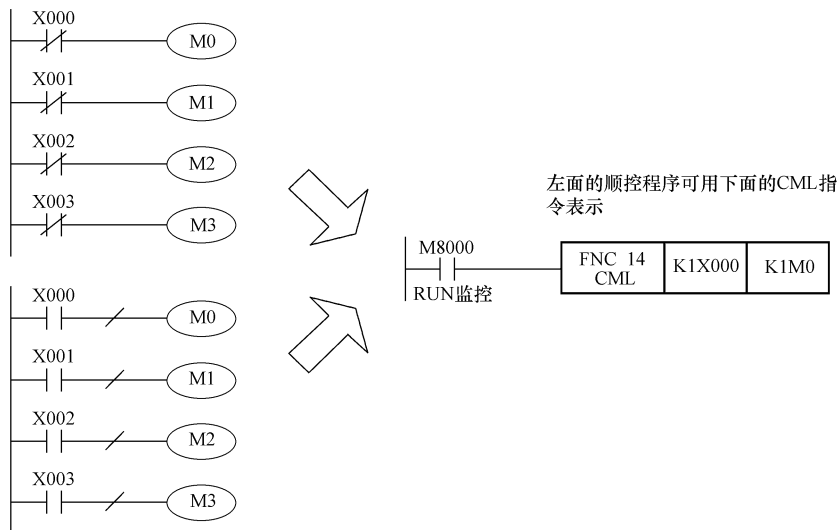 X000
M0
X001
M1
X002
M2
X003
M3
X000
M0
X001
M1
X002
M2
X003
M3
左面的顺控程序可用下面的CML指
令表示
M8000
RUN监控
FNC 14
CML
K1X000
K1M0